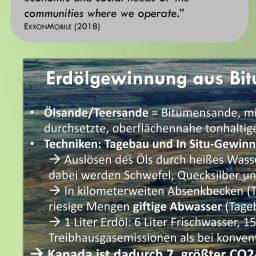 economic and social needs of the
communities where we operate.”
EXXONMOBILE (2018)
Erdölgewinnung aus Bitu
• Ölsande/Teersande = Bitumensande, mi
durchsetzte, oberflächennahe tonhaltige
• Techniken: Tagebau und In Situ-Gewinn
→ Auslösen des Öls durch heißes Wass
dabei werden Schwefel, Quecksilber un
→ In kilometerweiten Absenkbecken (T
riesige Mengen giftige Abwasser (Tageb
→ 1 Liter Erdöl: 6 Liter Frischwasser, 15
Treibhausgasemissionen als bei konvent
→ Kanada ist dadurch 7. größter CO2-